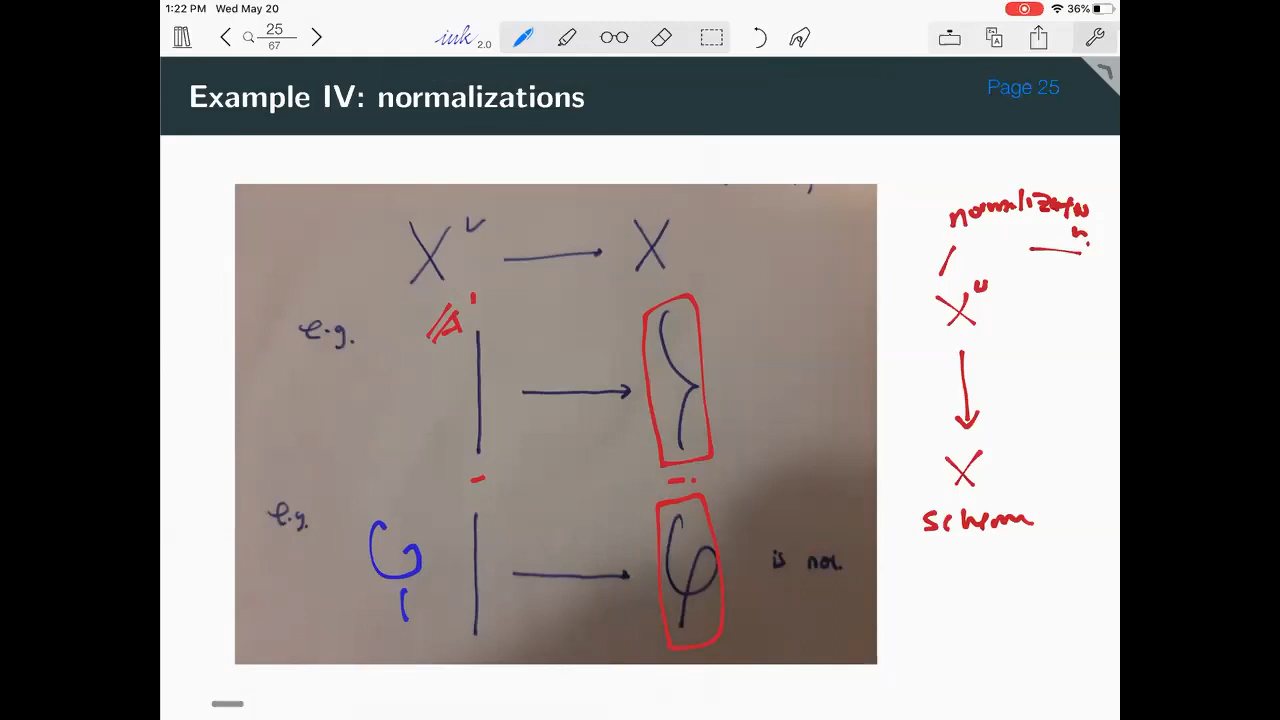 1:22 PM Wed May 20
36%
25
67
ink 2.0
Example IV: normalizations
Page 25
X^ν → X
e.g.
A^1
e.g.
is not
normalization
X^ν
X
scheme